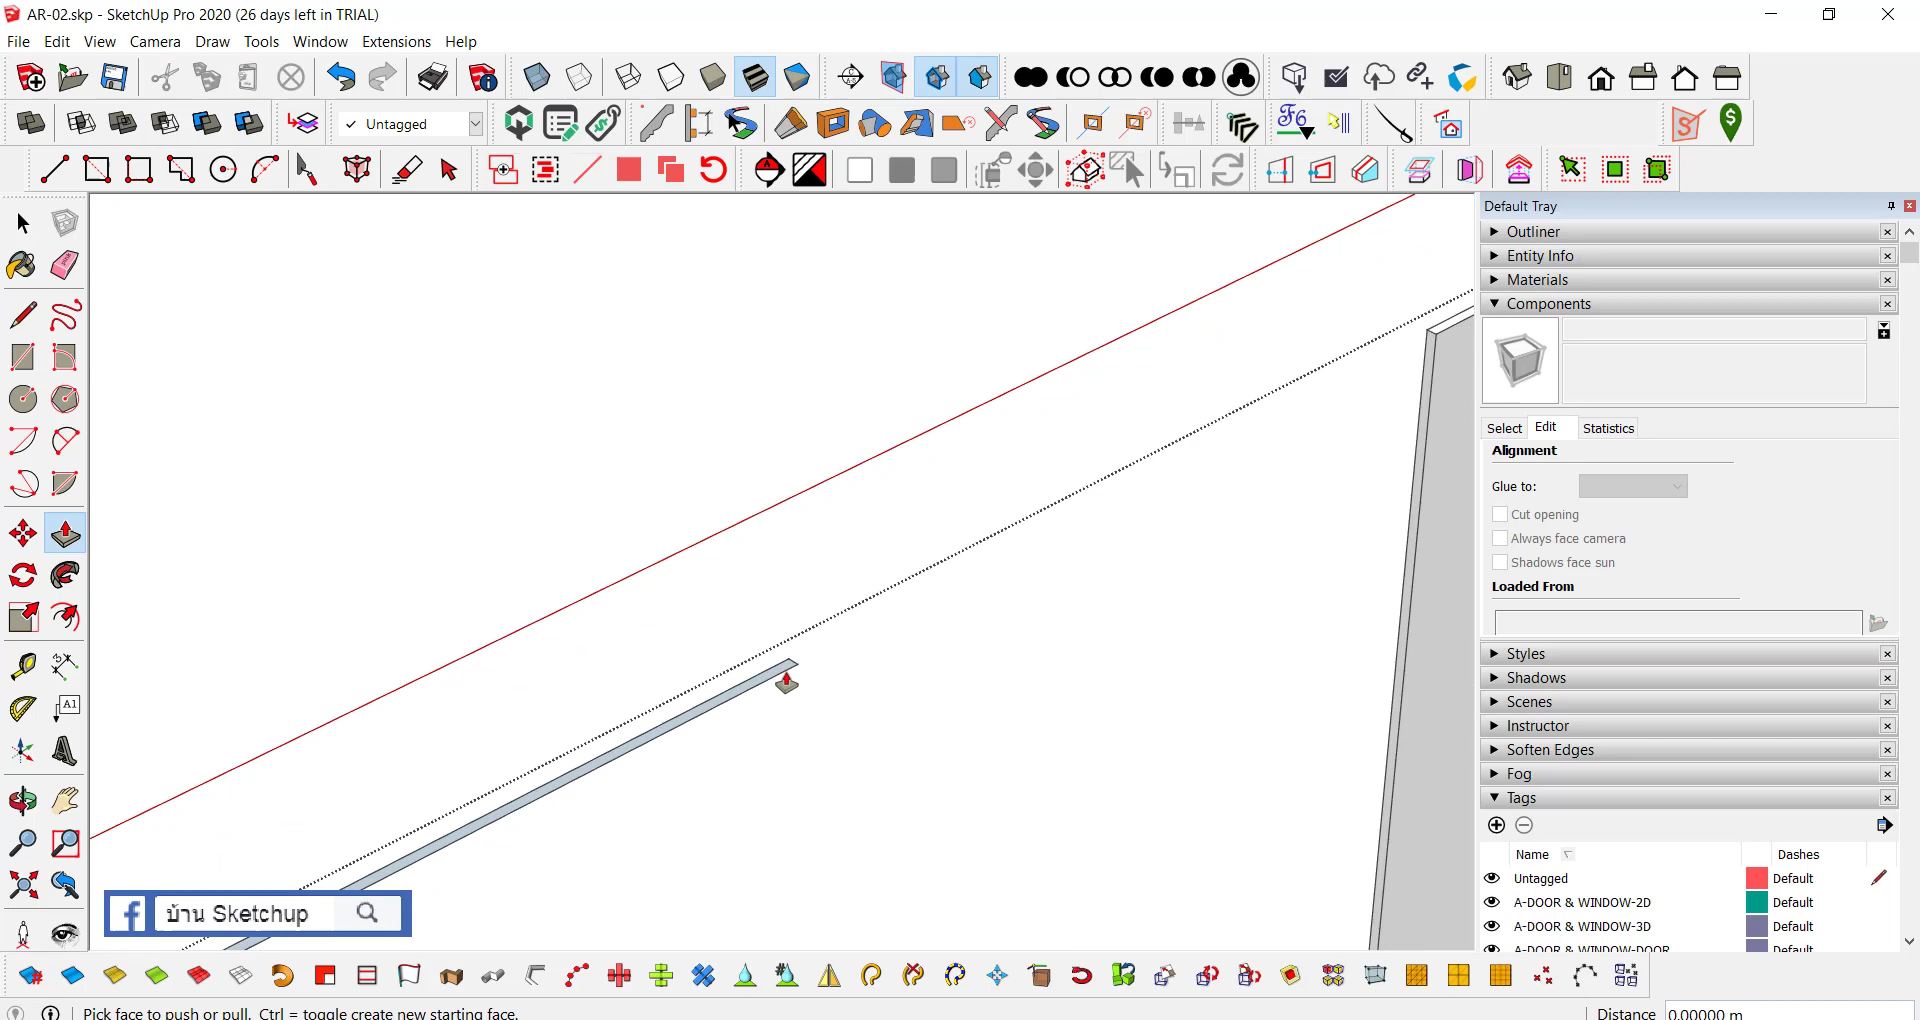 AR-02.skp - SketchUp Pro 2020 (26 days left in TRIAL)
File Edit View Camera Draw Tools Window Extensions Help
✓ Untagged
Default Tray
Outliner
Entity Info
Materials
Components
Select Edit Statistics
Alignment
Glue to:
Cut opening
Always face camera
Shadows face sun
Loaded From
Styles
Shadows
Scenes
Instructor
Soften Edges
Fog
Tags
Name Dashes
Untagged Default
A-DOOR & WINDOW-2D Default
A-DOOR & WINDOW-3D Default
A-DOOR & WINDOW-DOOR Default
บ้าน Sketchup
Pick face to push or pull. Ctrl = toggle create new starting face.
Distance 0.00000 m